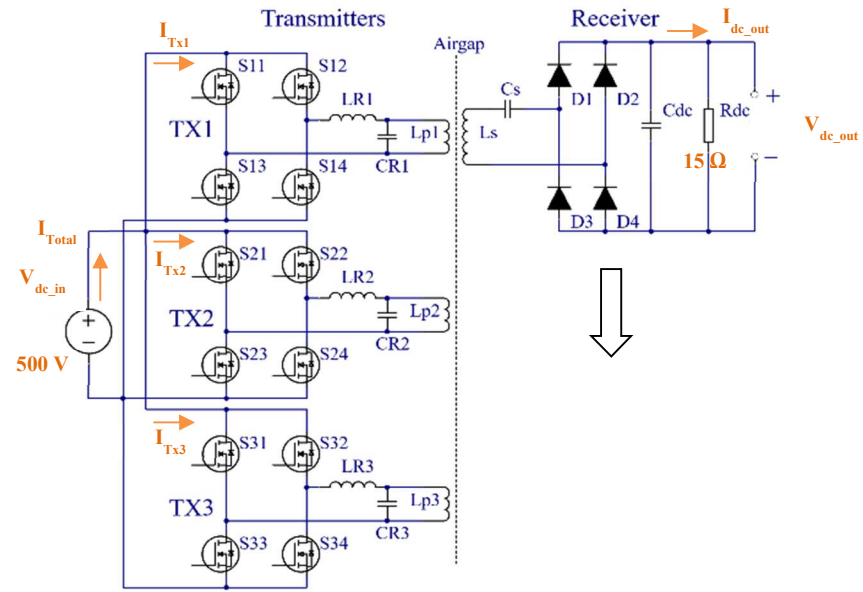 Transmitters
Receiver
I_Tx1
I_dc_out
Airgap
S11
S12
LR1
Cs
D1
D2
TX1
Lp1
Ls
Cdc
Rdc
+
V_dc_out
CR1
15 Ω
−
S13
S14
D3
D4
I_Total
I_Tx2
S21
S22
V_dc_in
LR2
Lp2
TX2
+
−
CR2
500 V
S23
S24
I_Tx3
S31
S32
LR3
Lp3
TX3
CR3
S33
S34